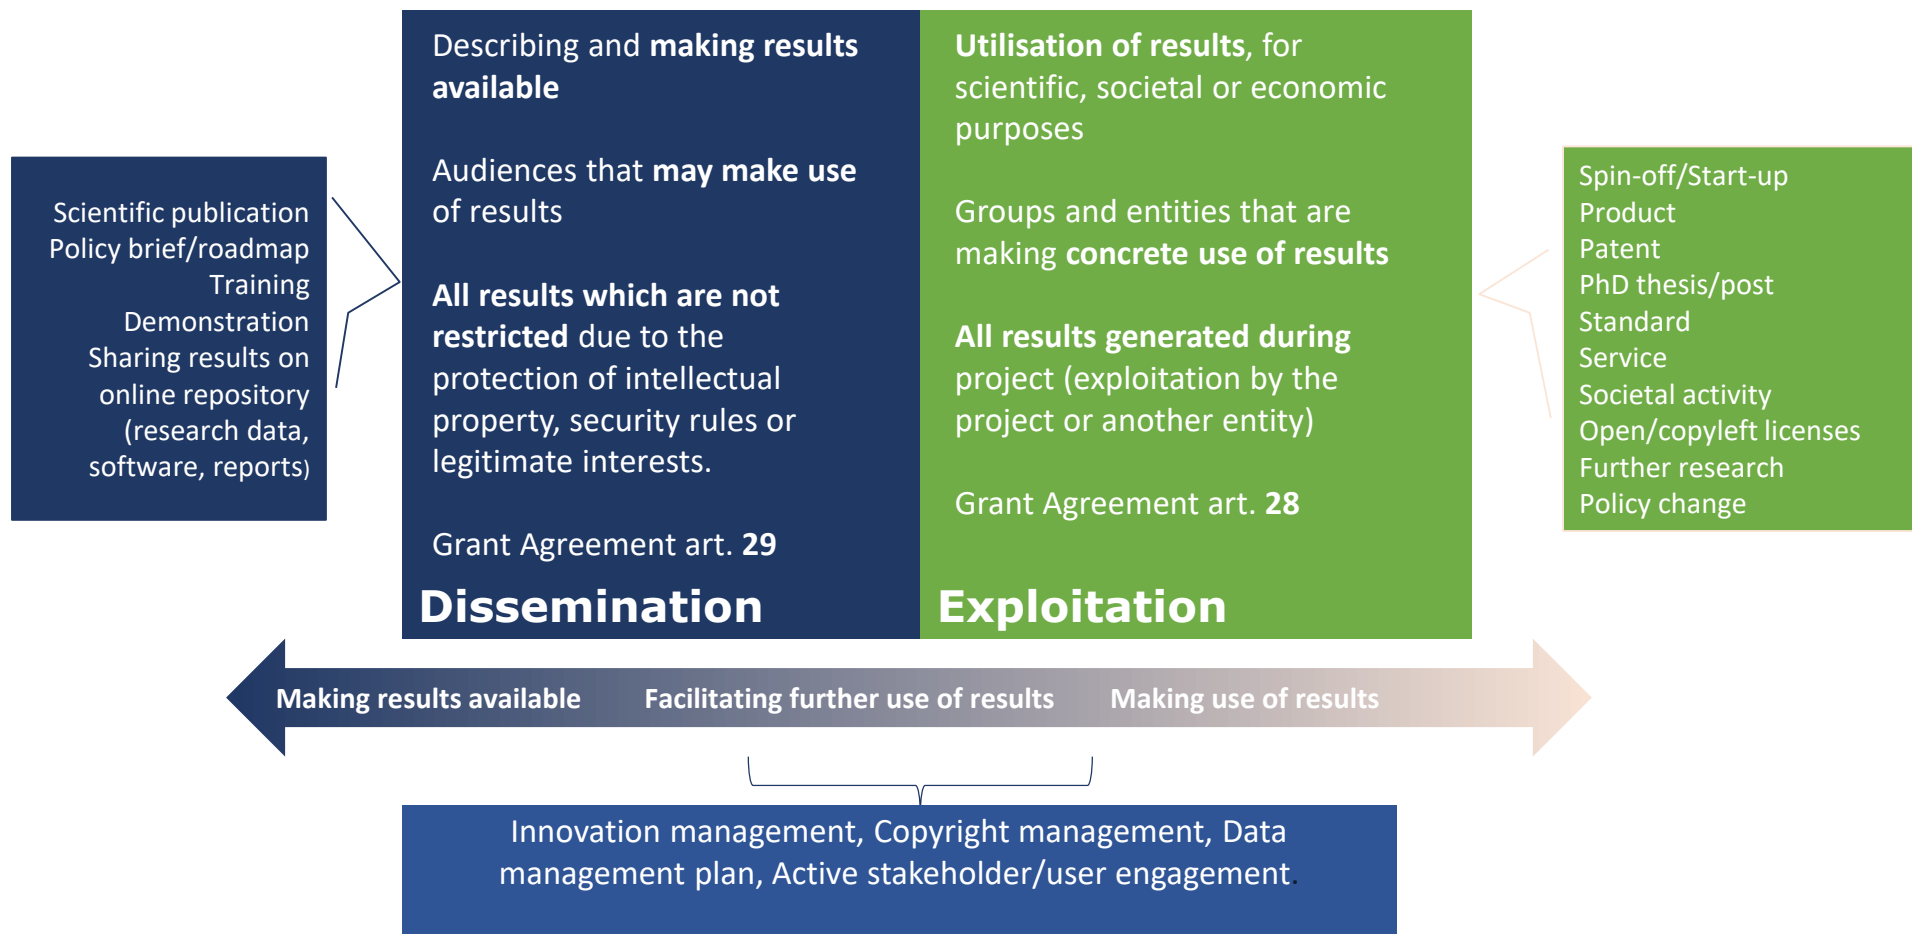 Describing and making results
available
Audiences that may make use
of results
All results which are not
restricted due to the
protection of intellectual
property, security rules or
legitimate interests.
Grant Agreement art. 29
Dissemination
Utilisation of results, for
scientific, societal or economic
purposes
Groups and entities that are
making concrete use of results
All results generated during
project (exploitation by the
project or another entity)
Grant Agreement art. 28
Exploitation
Scientific publication
Policy brief/roadmap
Training
Demonstration
Sharing results on
online repository
(research data,
software, reports)
Spin-off/Start-up
Product
Patent
PhD thesis/post
Standard
Service
Societal activity
Open/copyleft licenses
Further research
Policy change
Making results available
Facilitating further use of results
Making use of results
Innovation management, Copyright management, Data
management plan, Active stakeholder/user engagement.